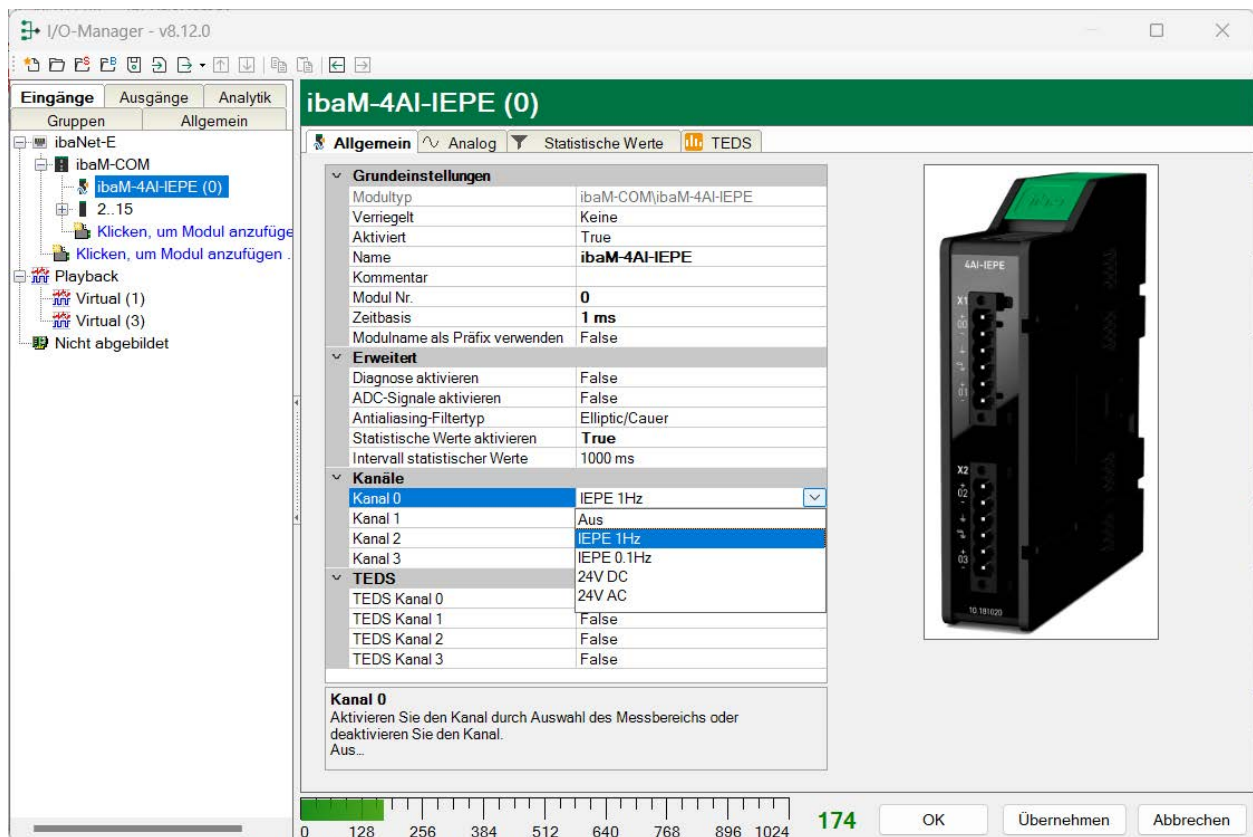 I/O-Manager - v8.12.0
Eingänge Ausgänge Analytik
Gruppen Allgemein
ibaNet-E
ibaM-COM
ibaM-4AI-IEPE (0)
2..15
Klicken, um Modul anzufüge
Klicken, um Modul anzufügen .
Playback
Virtual (1)
Virtual (3)
Nicht abgebildet
ibaM-4AI-IEPE (0)
Allgemein Analog Statistische Werte TEDS
Grundeinstellungen
Modultyp ibaM-COM\ibaM-4AI-IEPE
Verriegelt Keine
Aktiviert True
Name ibaM-4AI-IEPE
Kommentar
Modul Nr. 0
Zeitbasis 1 ms
Modulname als Präfix verwenden False
Erweitert
Diagnose aktivieren False
ADC-Signale aktivieren False
Antialiasing-Filtertyp Elliptic/Cauer
Statistische Werte aktivieren True
Intervall statistischer Werte 1000 ms
Kanäle
Kanal 0 IEPE 1Hz
Kanal 1
Kanal 2
Kanal 3
Aus
IEPE 1Hz
IEPE 0.1Hz
24V DC
24V AC
TEDS
TEDS Kanal 0
TEDS Kanal 1 False
TEDS Kanal 2 False
TEDS Kanal 3 False
Kanal 0
Aktivieren Sie den Kanal durch Auswahl des Messbereichs oder
deaktivieren Sie den Kanal.
Aus...
iba
4AI-IEPE
X1
00
01
X2
02
03
10.181020
0 128 256 384 512 640 768 896 1024
174
OK Übernehmen Abbrechen